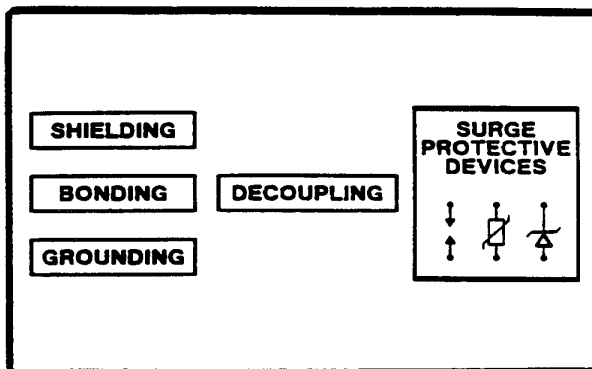 SHIELDING
BONDING
GROUNDING
DECOUPLING
SURGE
PROTECTIVE
DEVICES